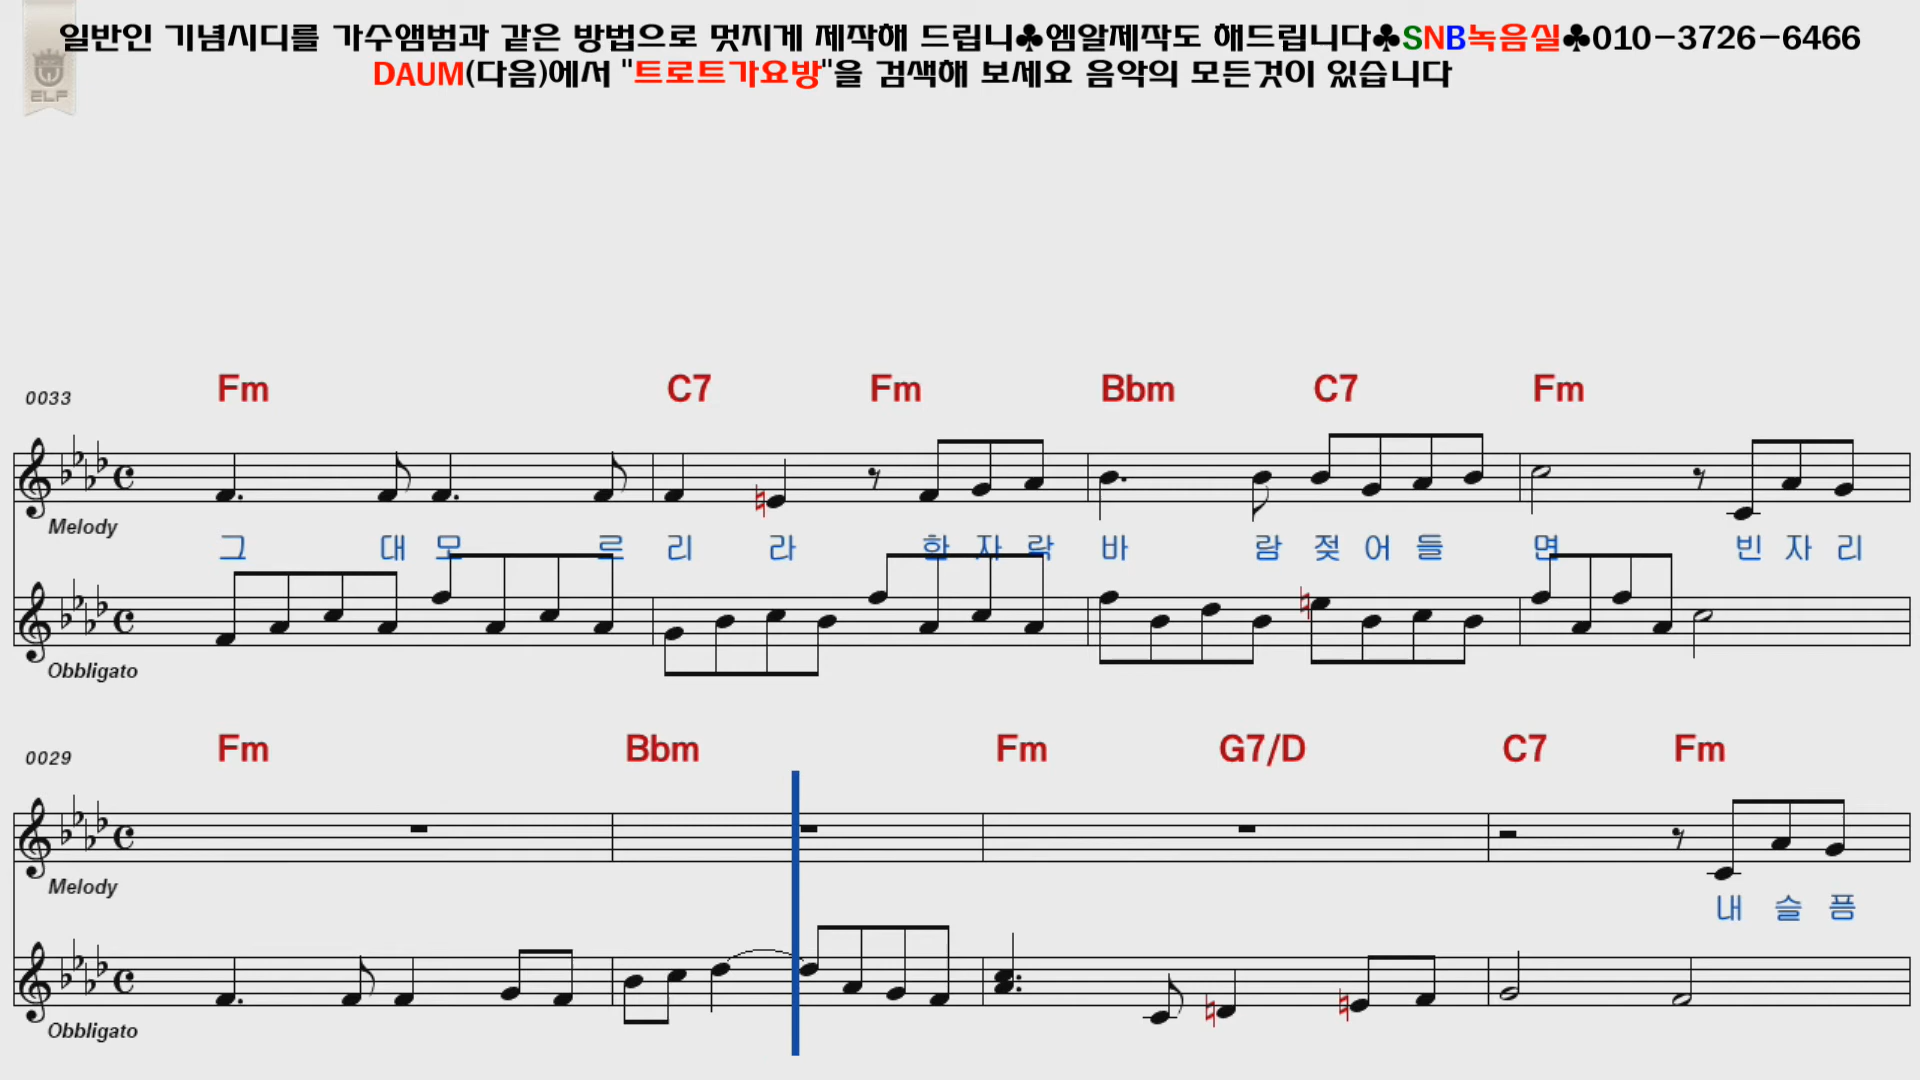 일반인 기념시디를 가수앰범과 같은 방법으로 멋지게 제작해 드립니♣엠알제작도 해드립니다♣SNB녹음실♣010-3726-6466
DAUM(다음)에서 "트로트가요방"을 검색해 보세요 음악의 모든것이 있습니다
ELF
0033 Fm C7 Fm Bbm C7 Fm
Melody
그 대 모 르 리 라 한 자 락 바 람 젖 어 들 면 빈 자 리
Obbligato
0029 Fm Bbm Fm G7/D C7 Fm
Melody
내 슬 픔
Obbligato